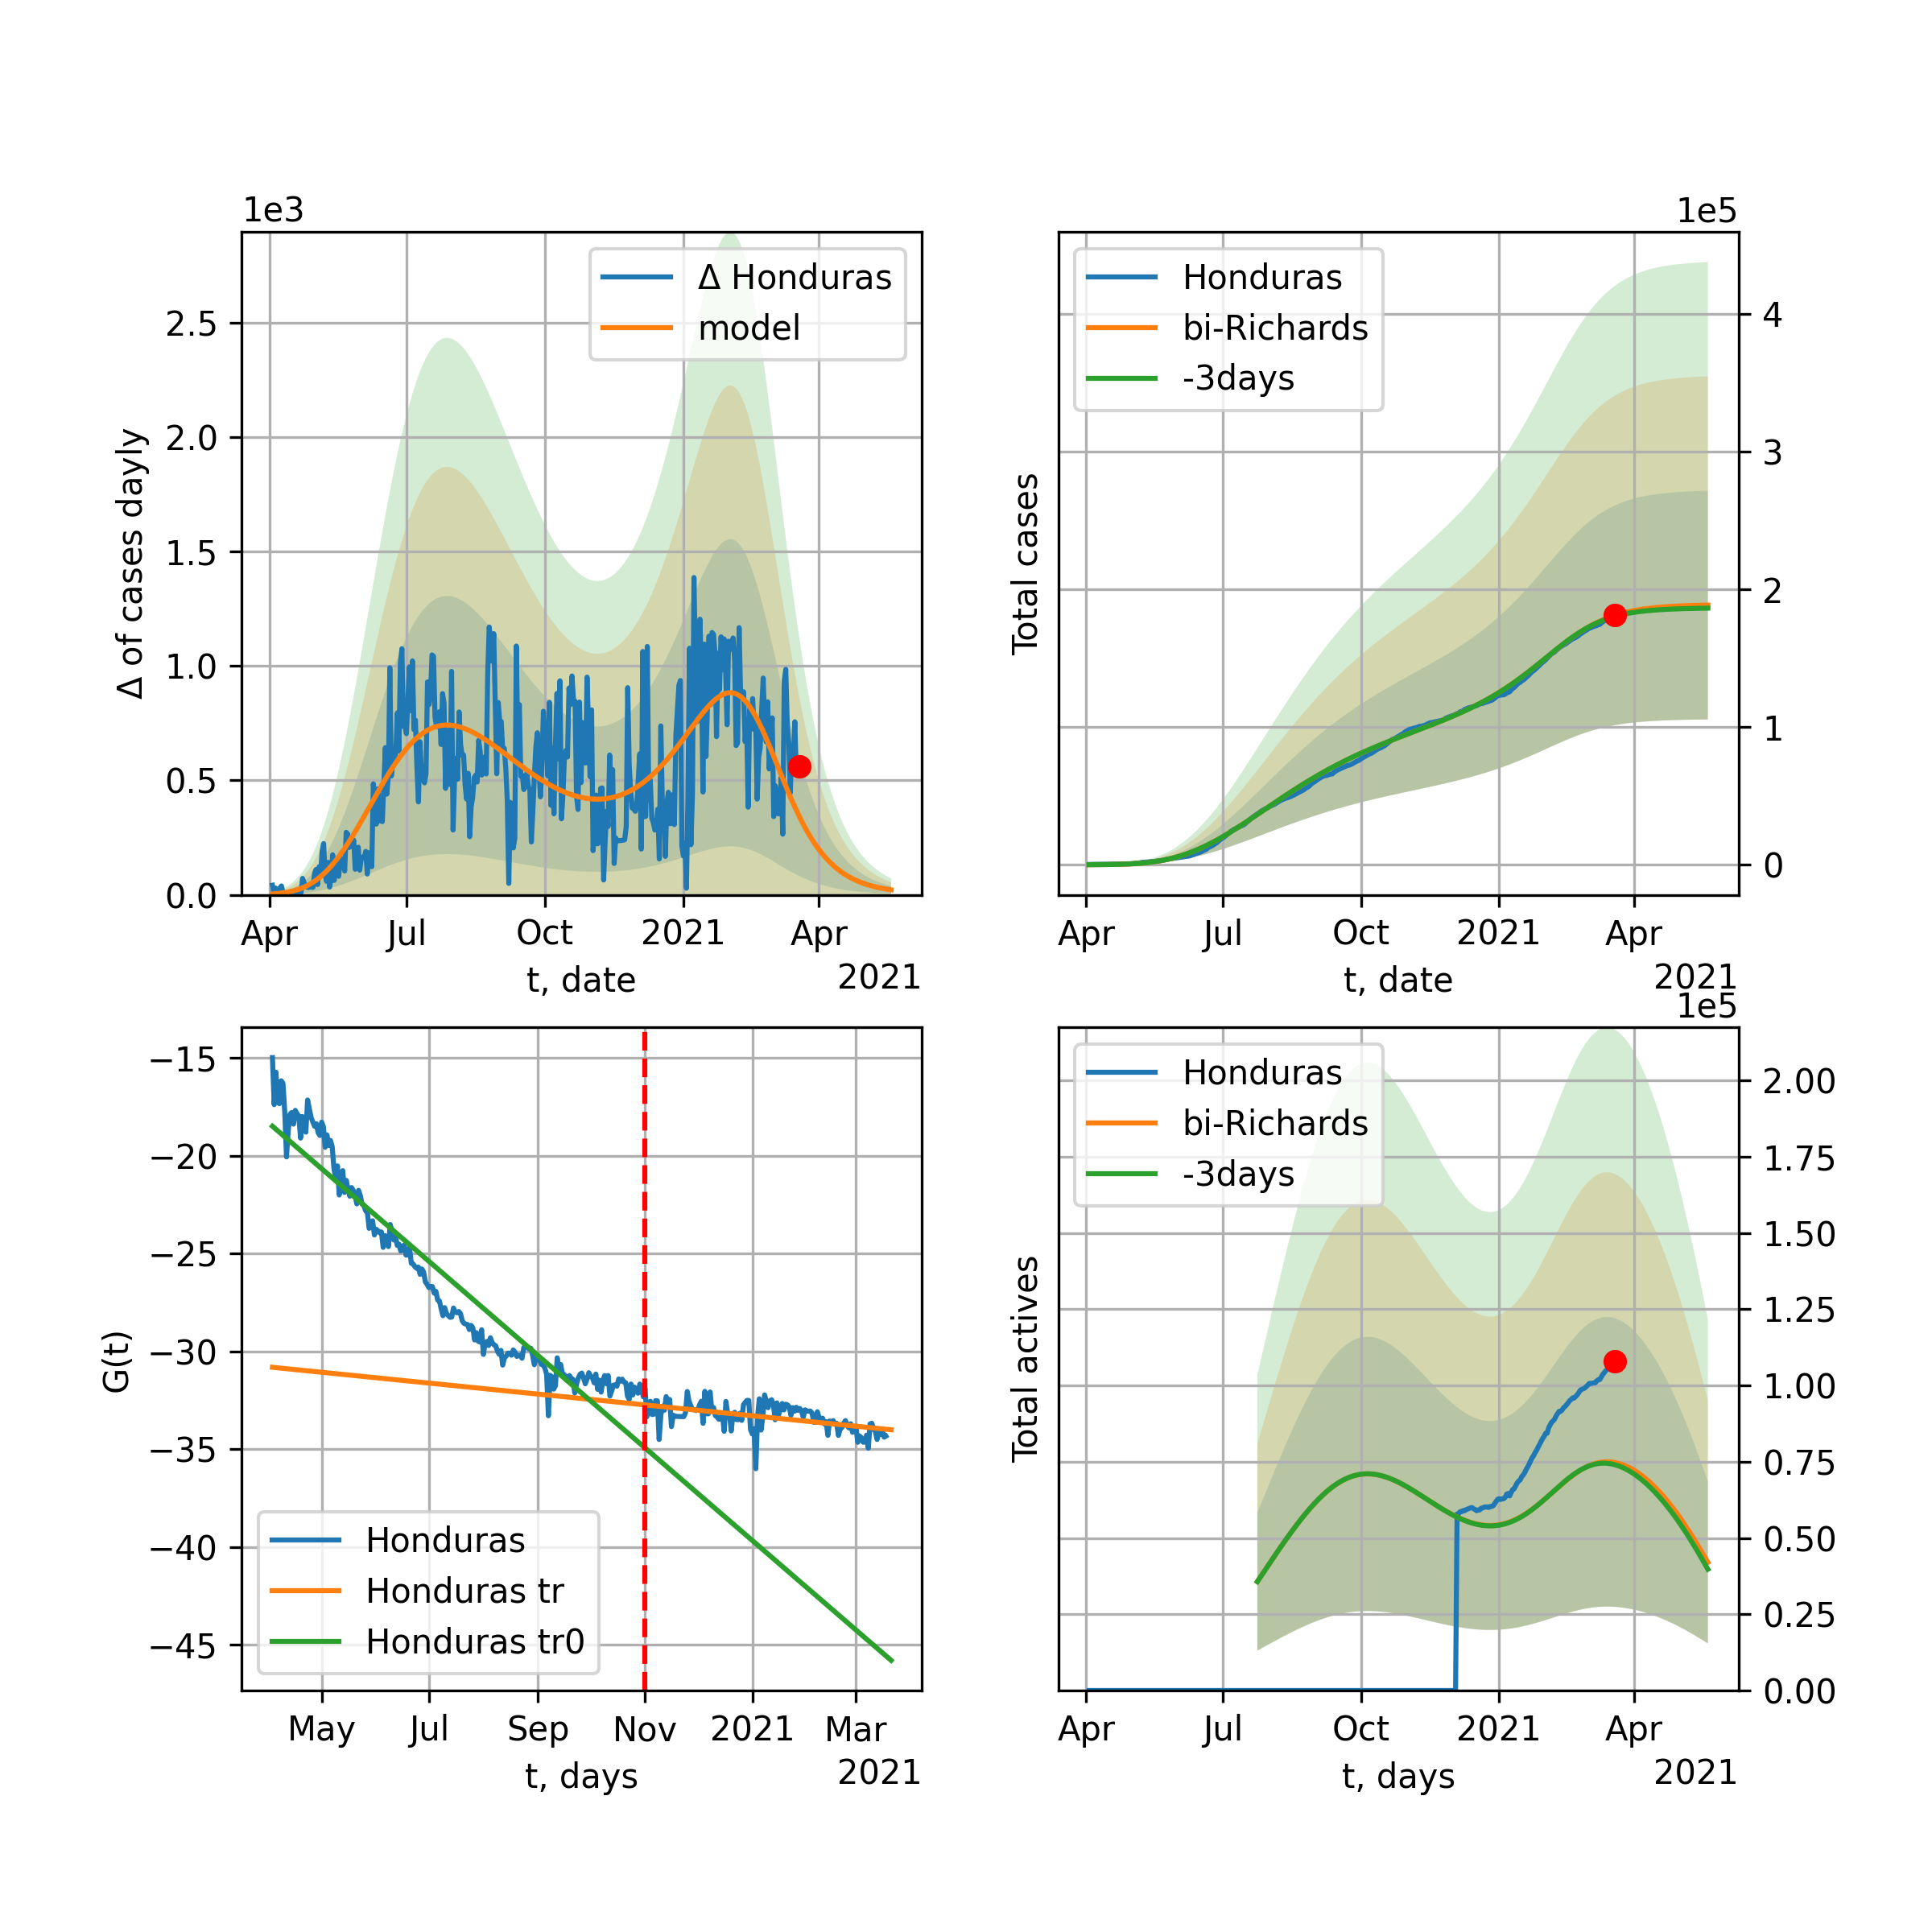 1e3
Δ Honduras
model
2.5
2.0
1.5
1.0
0.5
0.0
Δ of cases dayly
Apr Jul Oct 2021 Apr
t, date
2021
1e5
Honduras
bi-Richards
-3days
4
3
2
1
0
Total cases
Apr Jul Oct 2021 Apr
t, date
2021
−15
−20
−25
−30
−35
−40
−45
G(t)
Honduras
Honduras tr
Honduras tr0
May Jul Sep Nov 2021 Mar
t, days
2021
1e5
Honduras
bi-Richards
-3days
2.00
1.75
1.50
1.25
1.00
0.75
0.50
0.25
0.00
Total actives
Apr Jul Oct 2021 Apr
t, days
2021